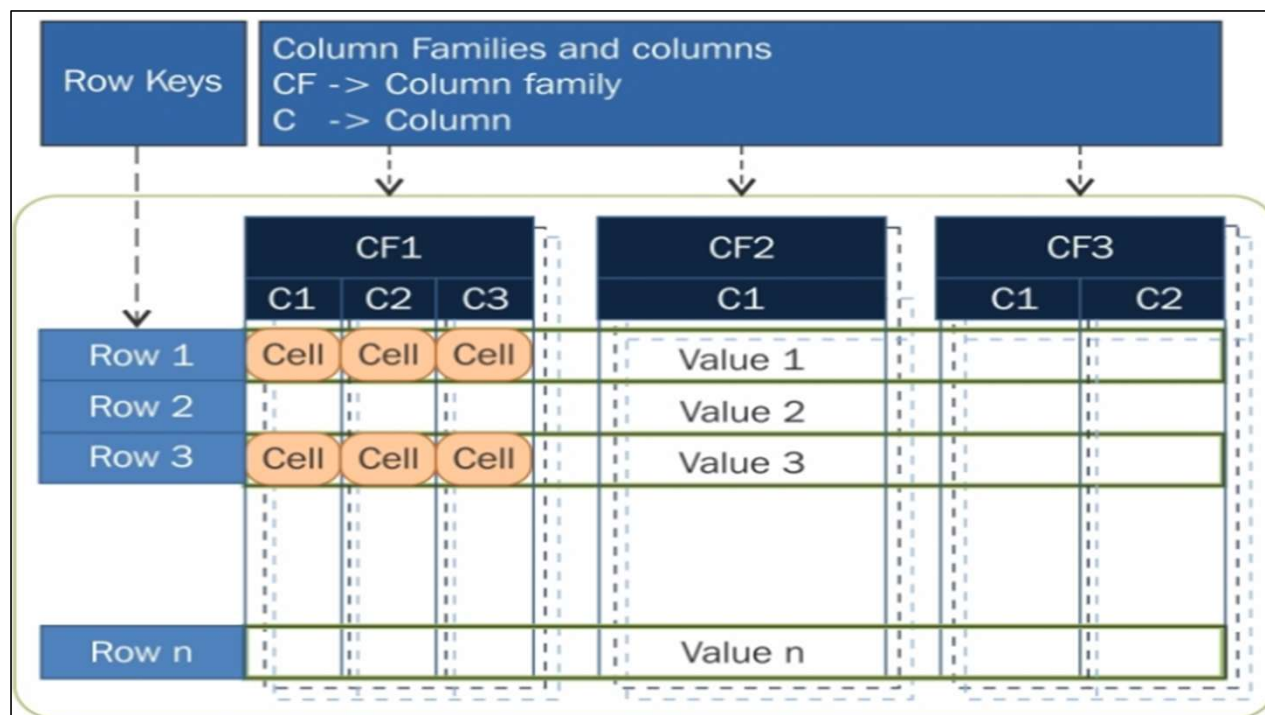 Row Keys
Column Families and columns
CF -> Column family
C -> Column
CF1 CF2 CF3
C1 C2 C3 C1 C1 C2
Row 1 Cell Cell Cell Value 1
Row 2 Value 2
Row 3 Cell Cell Cell Value 3
Row n Value n